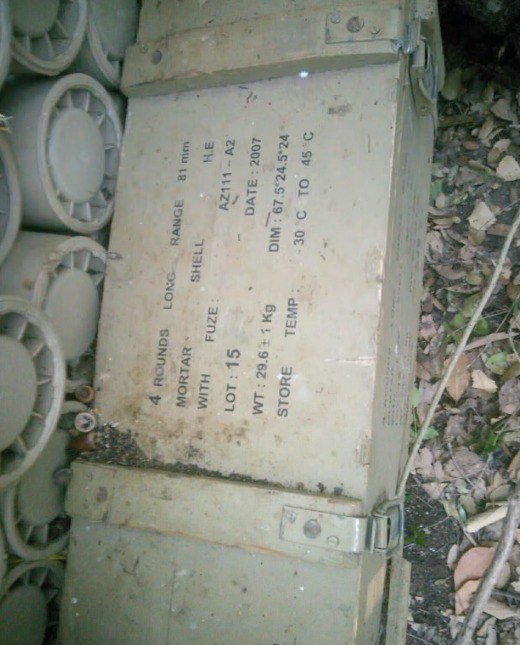 4 ROUNDS LONG RANGE 81 mm
MORTAR SHELL H.E
WITH FUZE : AZ111 - A2
LOT : 15 - DATE : 2007
WT : 29.6 ± 1 Kg DIM : 67.5*24.5*24
STORE TEMP : - 30 °C TO 45 °C